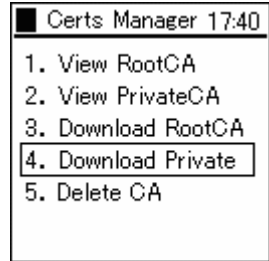 Certs Manager 17:40
1. View RootCA
2. View PrivateCA
3. Download RootCA
4. Download Private
5. Delete CA